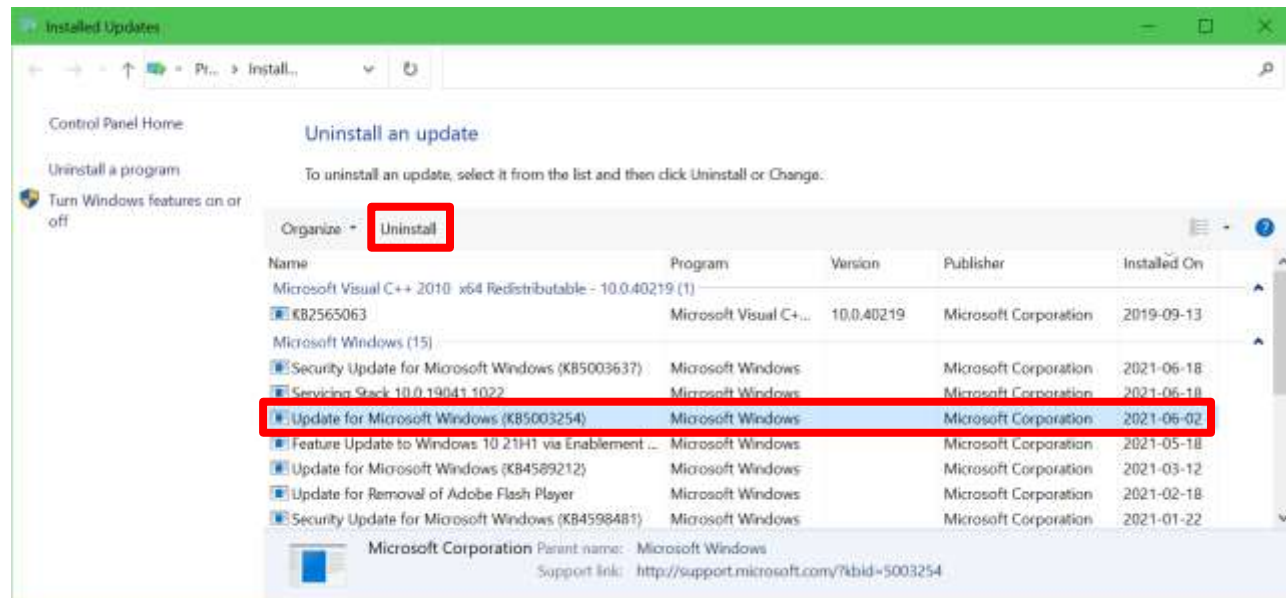 Installed Updates
Pr... > Install...
Control Panel Home
Uninstall an update
Uninstall a program
To uninstall an update, select it from the list and then click Uninstall or Change.
Turn Windows features on or
off
Organize Uninstall
Name Program Version Publisher Installed On
Microsoft Visual C++ 2010 x64 Redistributable - 10.0.40219 (1)
KB2565063 Microsoft Visual C+... 10.0.40219 Microsoft Corporation 2019-09-13
Microsoft Windows (15)
Security Update for Microsoft Windows (KB5003637) Microsoft Windows Microsoft Corporation 2021-06-18
Servicing Stack 10.0.19041.1022 Microsoft Windows Microsoft Corporation 2021-06-18
Update for Microsoft Windows (KB5003254) Microsoft Windows Microsoft Corporation 2021-06-02
Feature Update to Windows 10 21H1 via Enablement ... Microsoft Windows Microsoft Corporation 2021-05-18
Update for Microsoft Windows (KB4589212) Microsoft Windows Microsoft Corporation 2021-03-12
Update for Removal of Adobe Flash Player Microsoft Windows Microsoft Corporation 2021-02-18
Security Update for Microsoft Windows (KB4598481) Microsoft Windows Microsoft Corporation 2021-01-22
Microsoft Corporation Parent name: Microsoft Windows
Support link: http://support.microsoft.com/?kbid=5003254